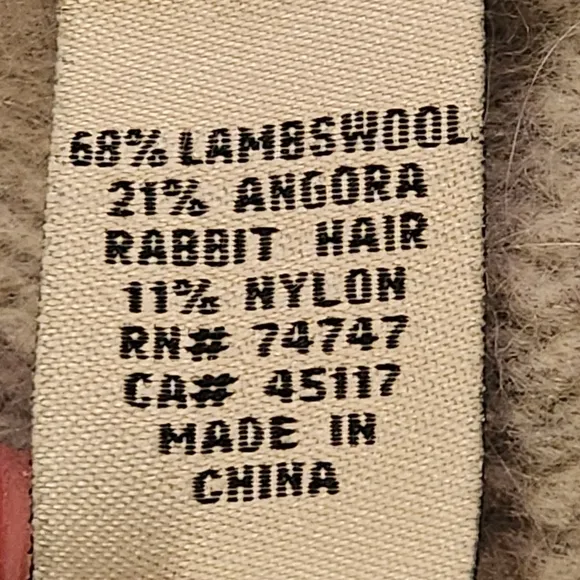 68% LAMBSWOOL
21% ANGORA
RABBIT HAIR
11% NYLON
RN# 74747
CA# 45117
MADE IN
CHINA